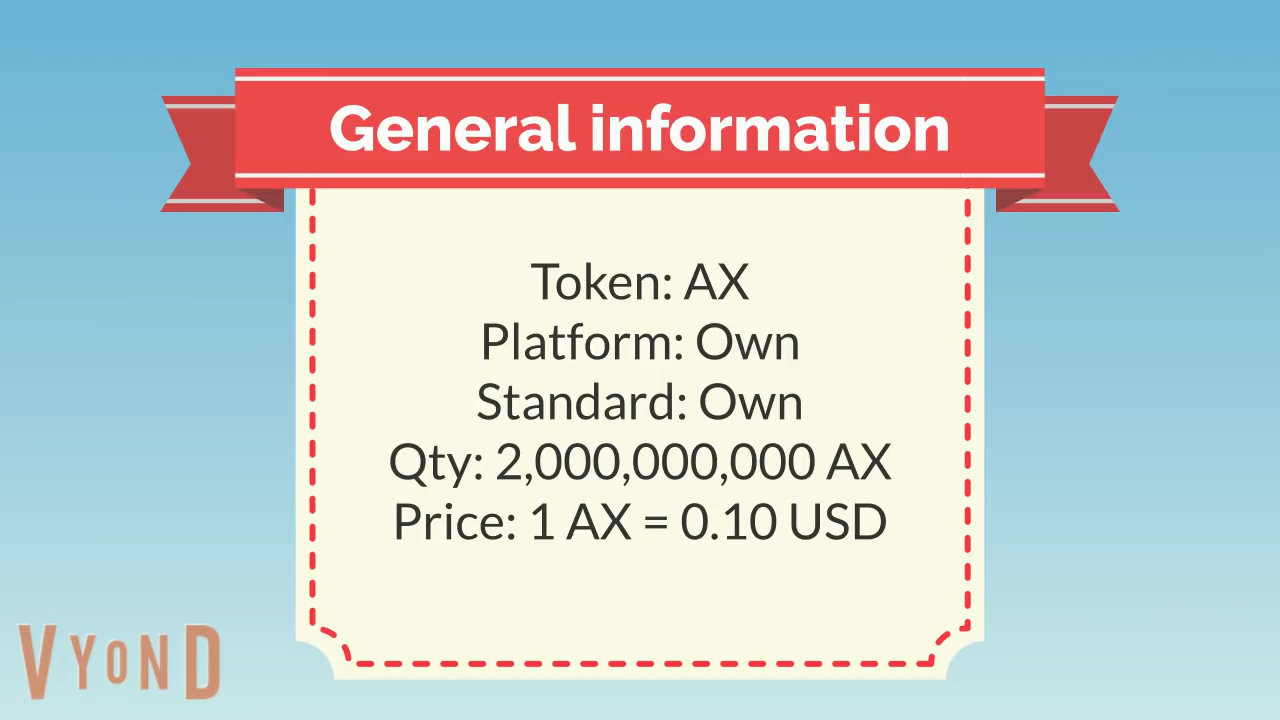 General information
Token: AX
Platform: Own
Standard: Own
Qty: 2,000,000,000 AX
Price: 1 AX = 0.10 USD
VYOND